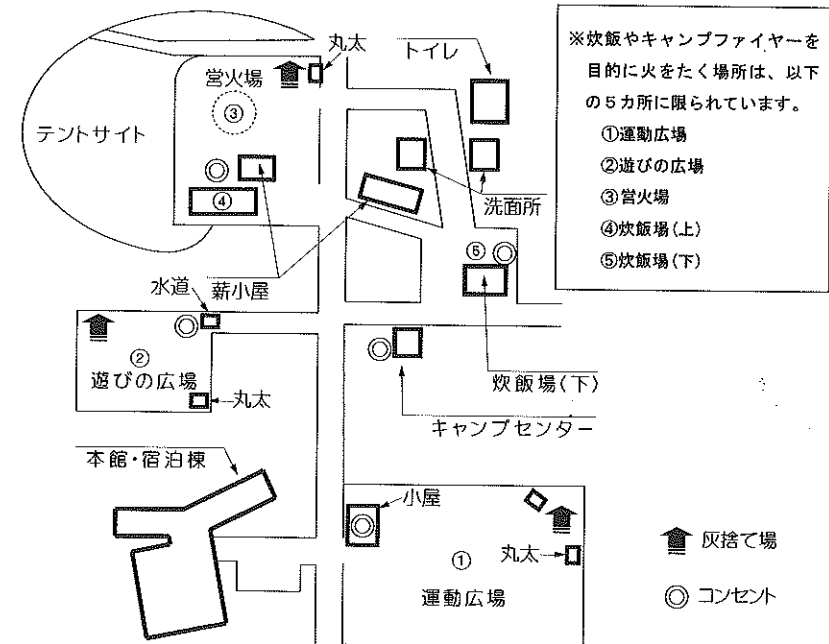 丸太
トイレ
営火場
③
テントサイト
④
洗面所
⑤
水道
薪小屋
②
遊びの広場
丸太
炊飯場(下)
キャンプセンター
本館・宿泊棟
小屋
丸太
①
運動広場
※炊飯やキャンプファイヤーを
目的に火をたく場所は、以下
の5カ所に限られています。
①運動広場
②遊びの広場
③営火場
④炊飯場(上)
⑤炊飯場(下)
灰捨て場
コンセント